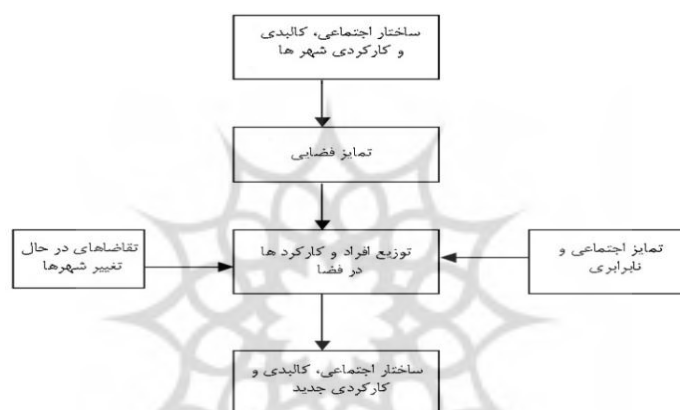 ساختار اجتماعی، کالبدی
و کارکردی شهر ها
تمایز فضایی
تمایز اجتماعی و
نابرابری
توزیع افراد و کارکرد ها
در فضا
تقاضاهای در حال
تغییر شهرها
ساختار اجتماعی، کالبدی و
کارکردی جدید